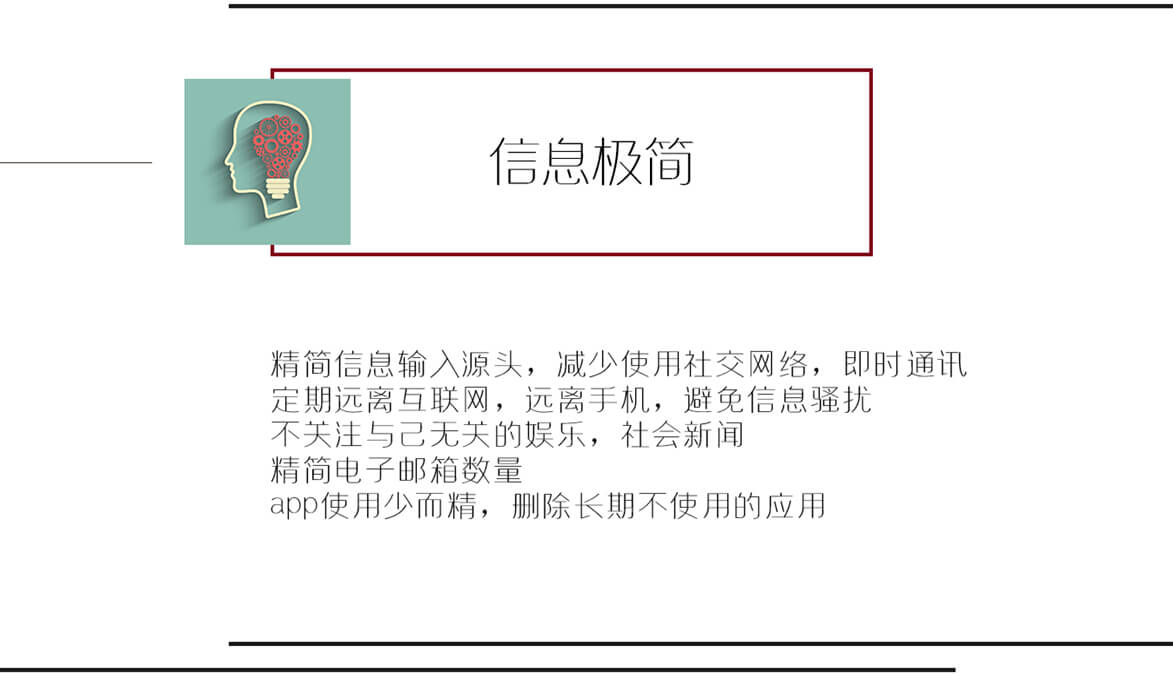 信息极简
精简信息输入源头，减少使用社交网络，即时通讯
定期远离互联网，远离手机，避免信息骚扰
不关注与己无关的娱乐，社会新闻
精简电子邮箱数量
app使用少而精，删除长期不使用的应用